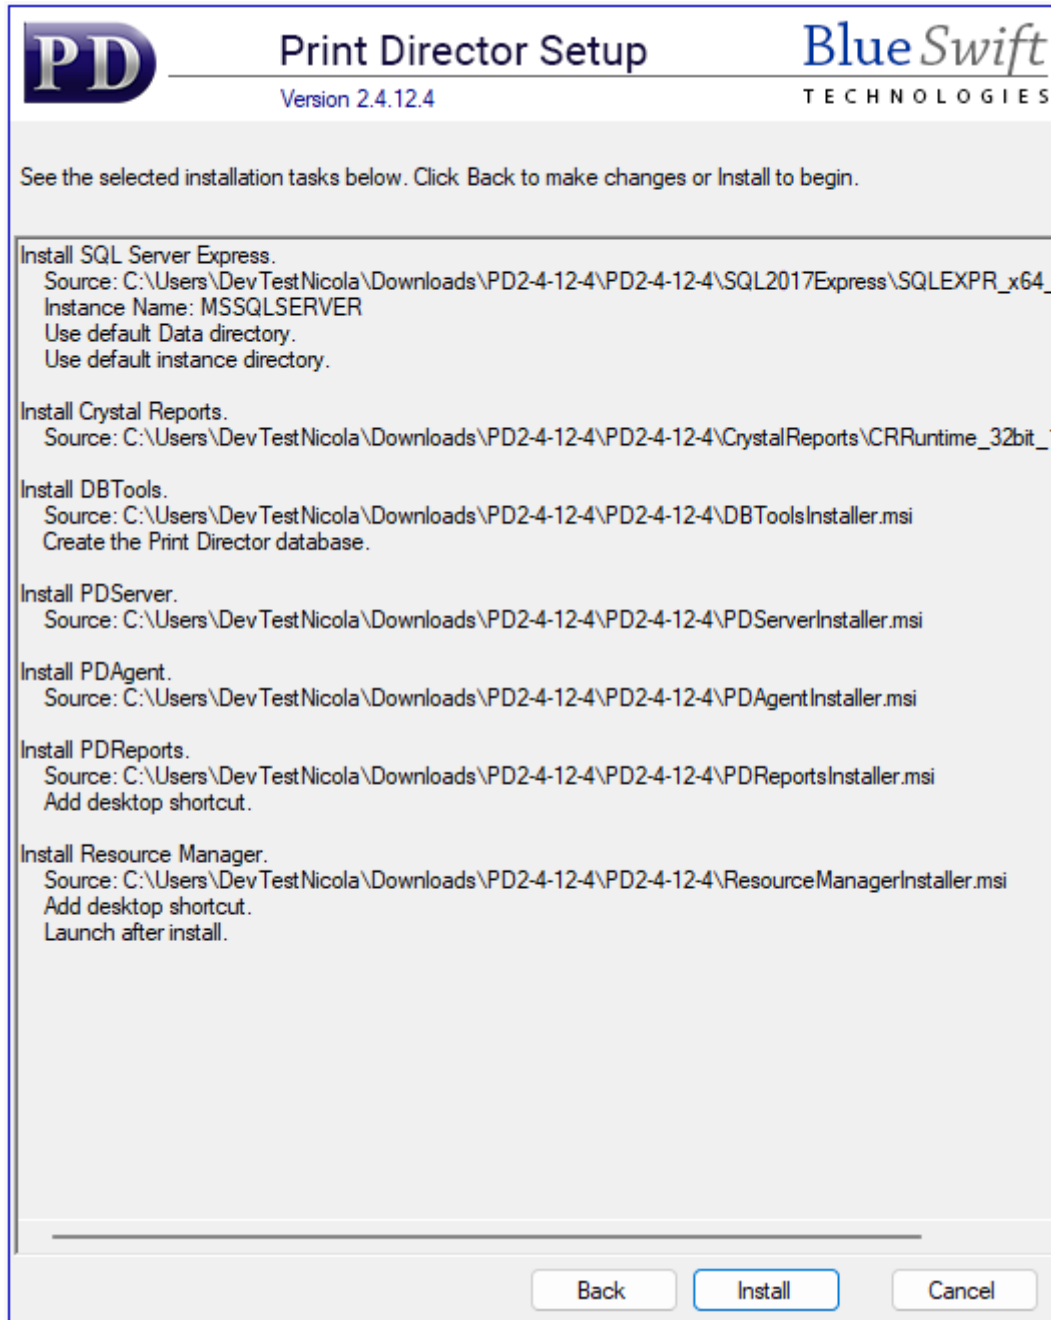 PD
Print Director Setup
Blue Swift
Version 2.4.12.4
TECHNOLOGIES
See the selected installation tasks below. Click Back to make changes or Install to begin.
Install SQL Server Express.
Source: C:\Users\DevTestNicola\Downloads\PD2-4-12-4\PD2-4-12-4\SQL2017Express\SQLEXPR_x64_
Instance Name: MSSQLSERVER
Use default Data directory.
Use default instance directory.
Install Crystal Reports.
Source: C:\Users\DevTestNicola\Downloads\PD2-4-12-4\PD2-4-12-4\CrystalReports\CRRuntime_32bit_
Install DBTools.
Source: C:\Users\DevTestNicola\Downloads\PD2-4-12-4\PD2-4-12-4\DBToolsInstaller.msi
Create the Print Director database.
Install PDServer.
Source: C:\Users\DevTestNicola\Downloads\PD2-4-12-4\PD2-4-12-4\PDServerInstaller.msi
Install PDAgent.
Source: C:\Users\DevTestNicola\Downloads\PD2-4-12-4\PD2-4-12-4\PDAgentInstaller.msi
Install PDReports.
Source: C:\Users\DevTestNicola\Downloads\PD2-4-12-4\PD2-4-12-4\PDReportsInstaller.msi
Add desktop shortcut.
Install Resource Manager.
Source: C:\Users\DevTestNicola\Downloads\PD2-4-12-4\PD2-4-12-4\ResourceManagerInstaller.msi
Add desktop shortcut.
Launch after install.
Back
Install
Cancel